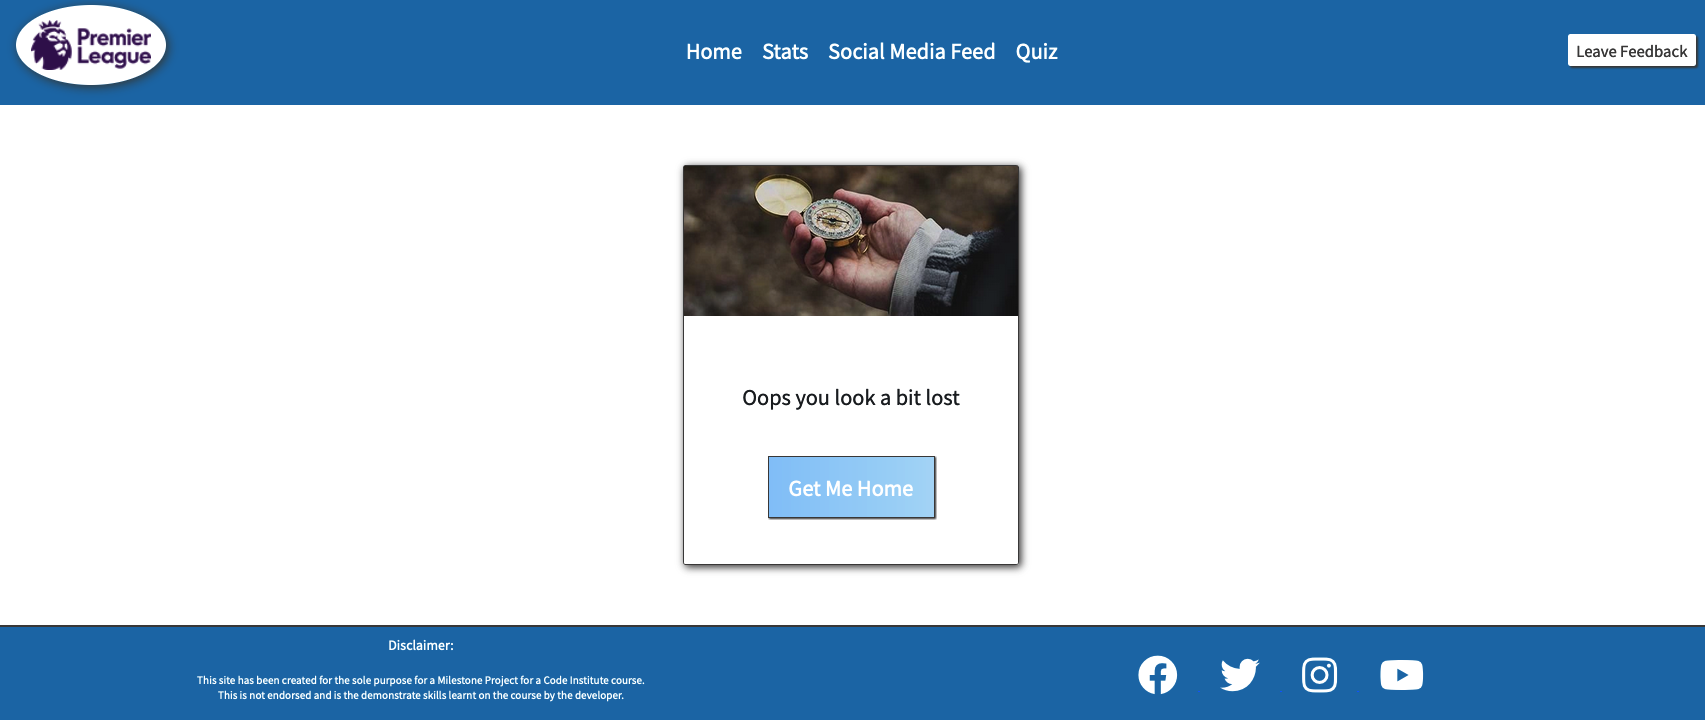 Premier
League
Home Stats Social Media Feed Quiz
Leave Feedback
Oops you look a bit lost
Get Me Home
Disclaimer:
This site has been created for the sole purpose for a Milestone Project for a Code Institute course.
This is not endorsed and is the demonstrate skills learnt on the course by the developer.